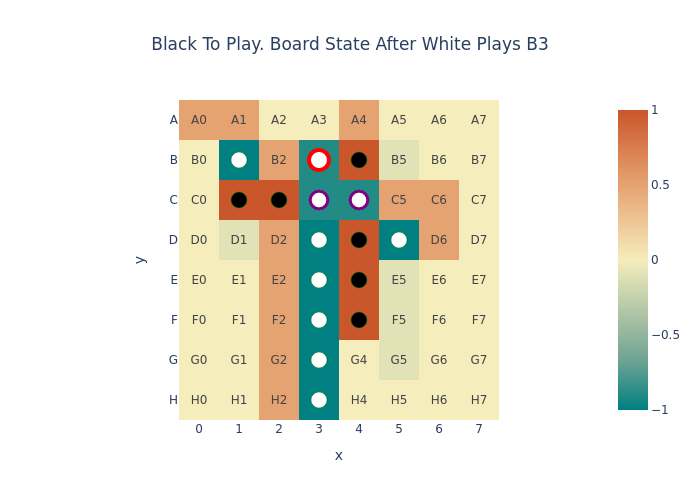 Black To Play. Board State After White Plays B3
A A0 A1 A2 A3 A4 A5 A6 A7 1
B B0 B2 B5 B6 B7
C C0 C5 C6 C7 0.5
D D0 D1 D2 D6 D7 0
y
E E0 E1 E2 E5 E6 E7
F F0 F1 F2 F5 F6 F7 −0.5
G G0 G1 G2 G4 G5 G6 G7
H H0 H1 H2 H4 H5 H6 H7 −1
0 1 2 3 4 5 6 7
x